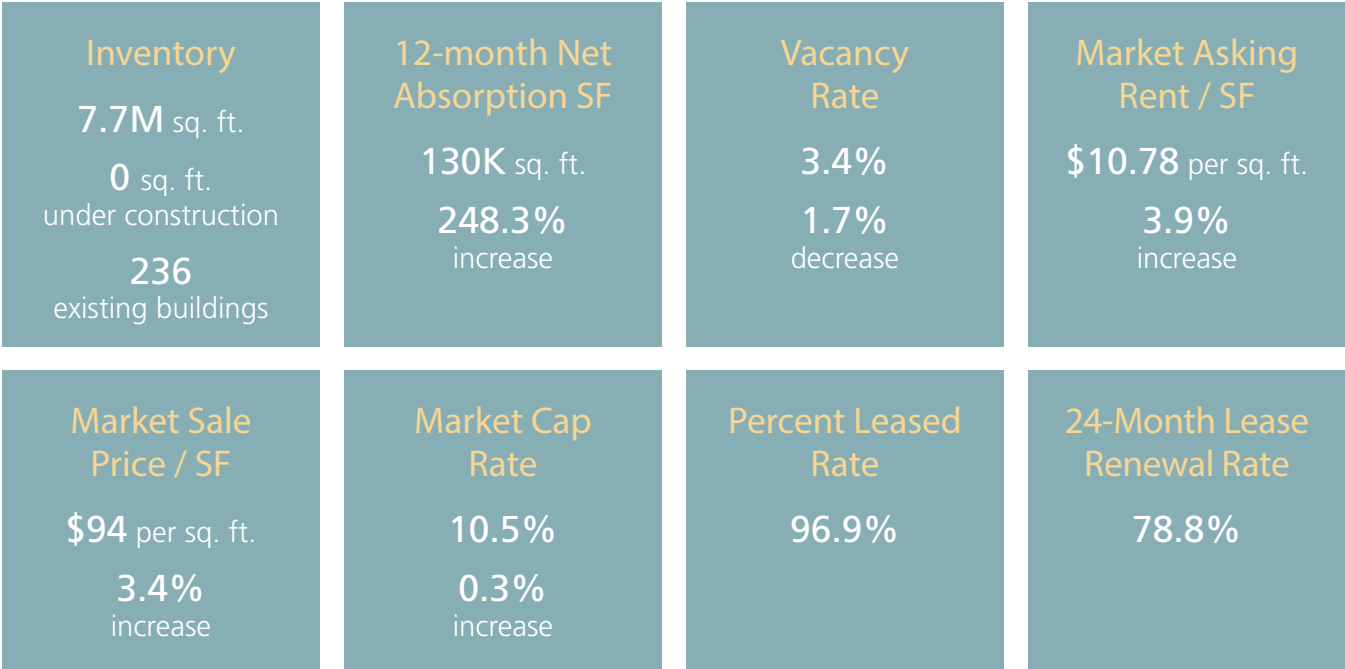 Inventory
7.7M sq. ft.
0 sq. ft.
under construction
236
existing buildings
12-month Net
Absorption SF
130K sq. ft.
248.3%
increase
Vacancy
Rate
3.4%
1.7%
decrease
Market Asking
Rent / SF
$10.78 per sq. ft.
3.9%
increase
Market Sale
Price / SF
$94 per sq. ft.
3.4%
increase
Market Cap
Rate
10.5%
0.3%
increase
Percent Leased
Rate
96.9%
24-Month Lease
Renewal Rate
78.8%